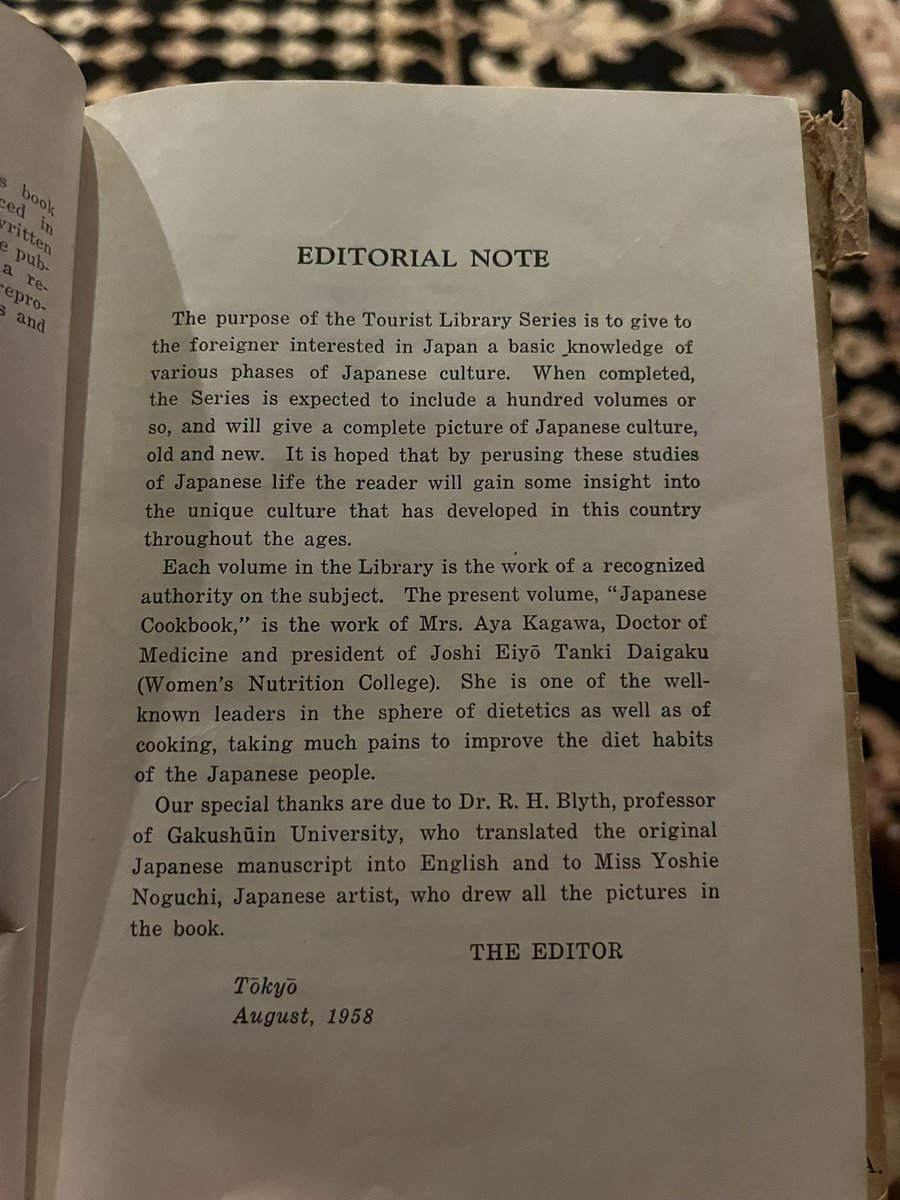 s book
ced in
written
e pub-
a re-
repro-
s and
EDITORIAL NOTE
The purpose of the Tourist Library Series is to give to
the foreigner interested in Japan a basic knowledge of
various phases of Japanese culture. When completed,
the Series is expected to include a hundred volumes or
so, and will give a complete picture of Japanese culture,
old and new. It is hoped that by perusing these studies
of Japanese life the reader will gain some insight into
the unique culture that has developed in this country
throughout the ages.
Each volume in the Library is the work of a recognized
authority on the subject. The present volume, “Japanese
Cookbook,” is the work of Mrs. Aya Kagawa, Doctor of
Medicine and president of Joshi Eiyō Tanki Daigaku
(Women’s Nutrition College). She is one of the well-
known leaders in the sphere of dietetics as well as of
cooking, taking much pains to improve the diet habits
of the Japanese people.
Our special thanks are due to Dr. R. H. Blyth, professor
of Gakushūin University, who translated the original
Japanese manuscript into English and to Miss Yoshie
Noguchi, Japanese artist, who drew all the pictures in
the book.
THE EDITOR
Tōkyō
August, 1958
A.